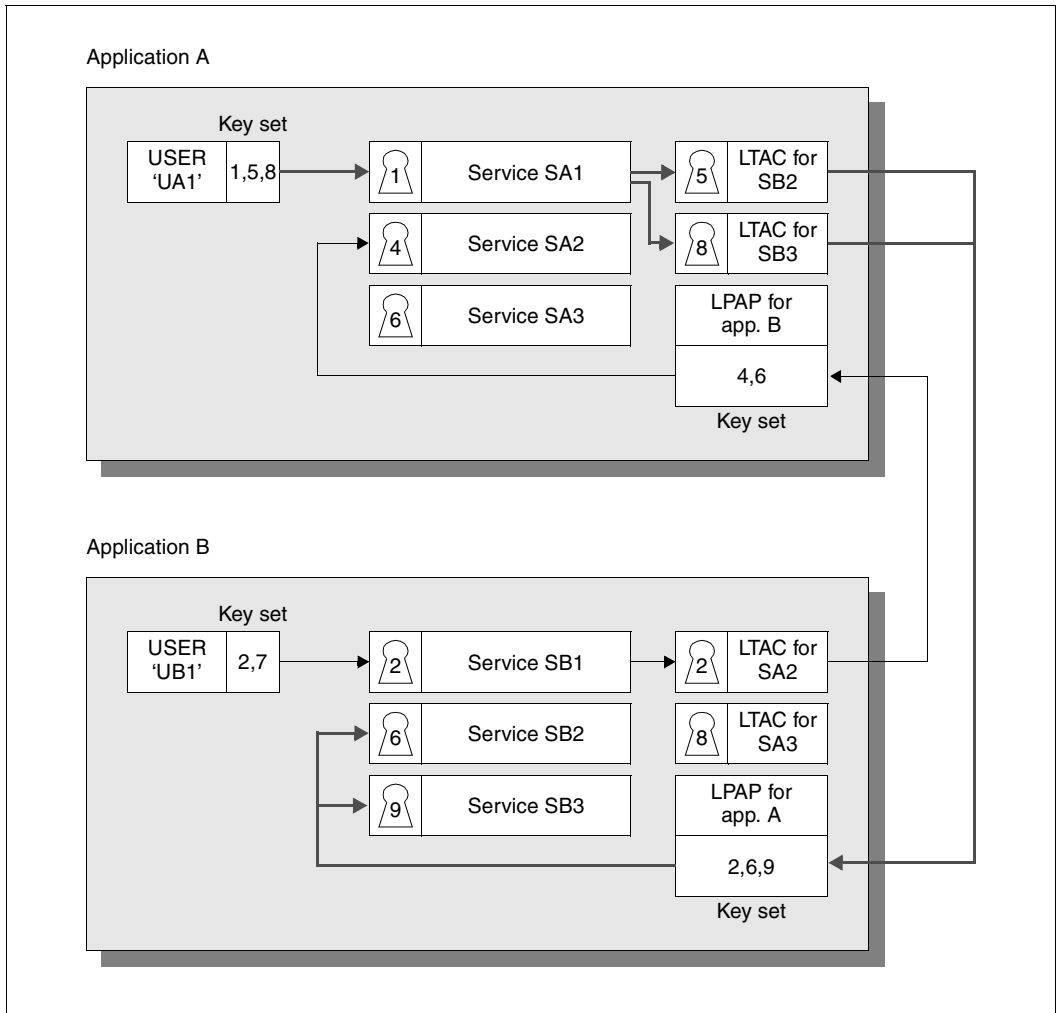 Application A
Key set
USER
‘UA1’
1,5,8
1
Service SA1
5
LTAC for
SB2
4
Service SA2
8
LTAC for
SB3
6
Service SA3
LPAP for
app. B
4,6
Key set
Application B
Key set
USER
‘UB1’
2,7
2
Service SB1
2
LTAC for
SA2
6
Service SB2
8
LTAC for
SA3
9
Service SB3
LPAP for
app. A
2,6,9
Key set